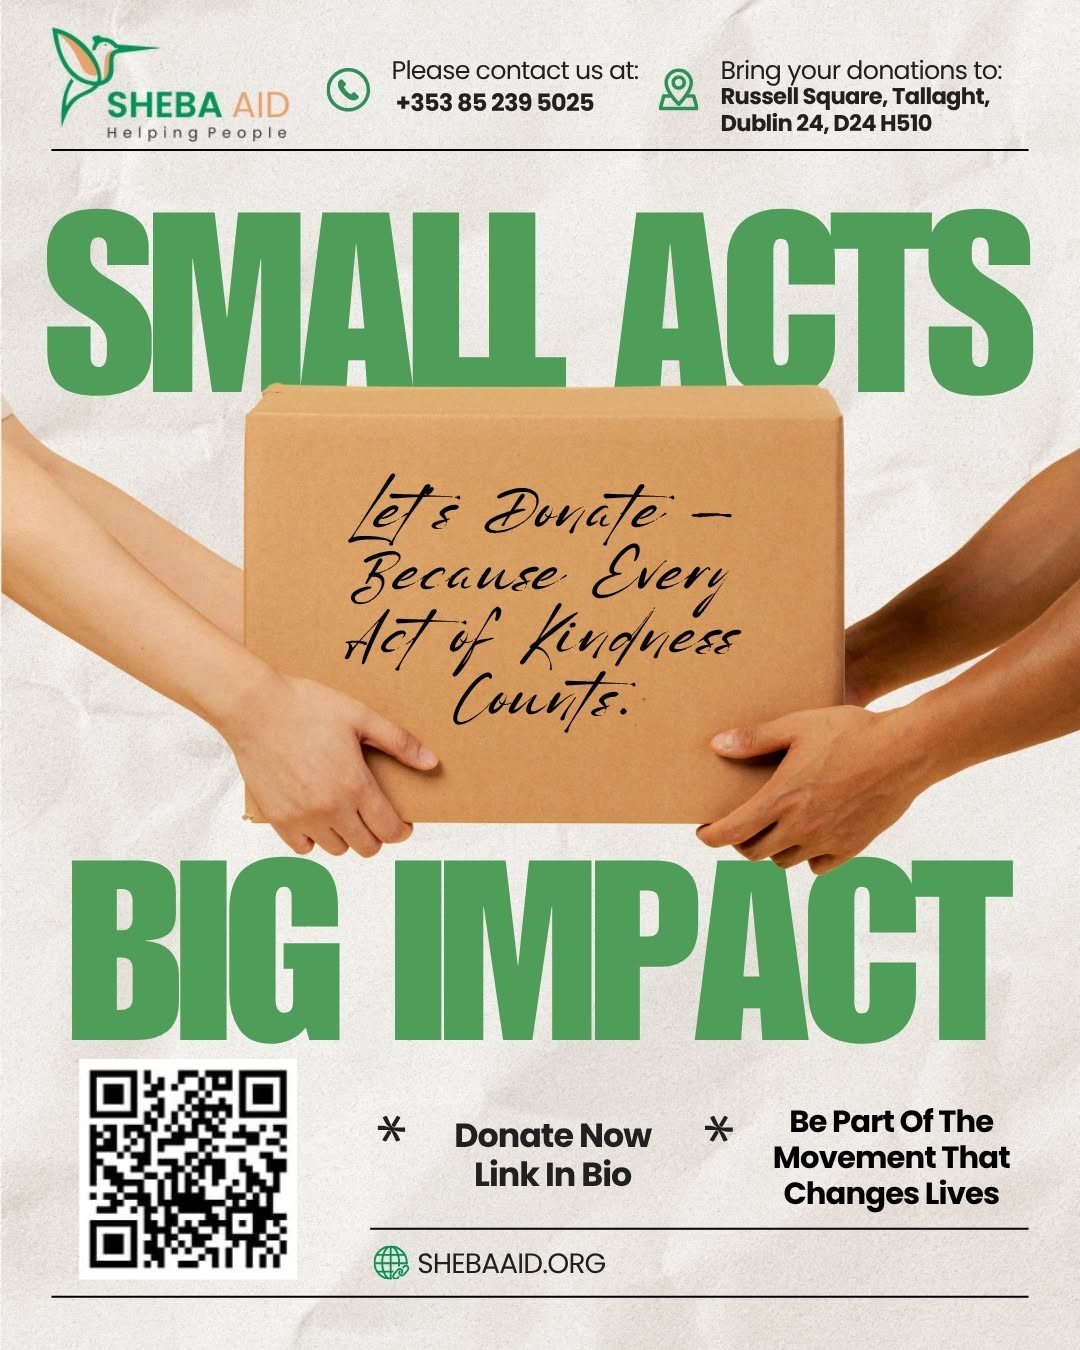 SHEBA AID
Helping People
Please contact us at:
+353 85 239 5025
Bring your donations to:
Russell Square, Tallaght,
Dublin 24, D24 H510
SMALL ACTS
Let's Donate –
Because Every
Act of Kindness
Counts.
BIG IMPACT
* Donate Now
Link In Bio
* Be Part Of The
Movement That
Changes Lives
SHEBAAID.ORG